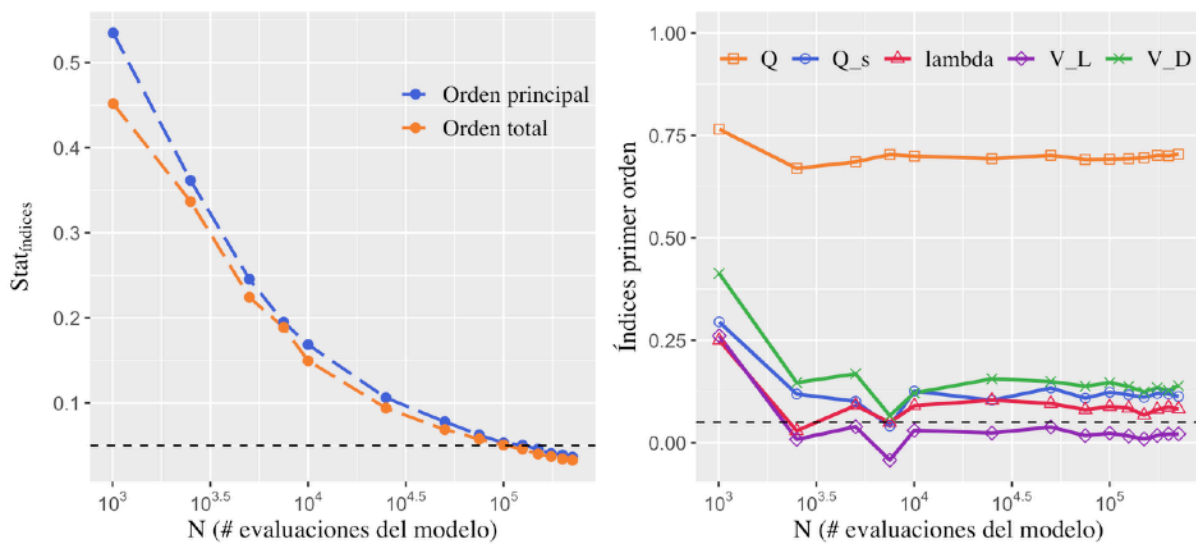 0.5
0.4
0.3
0.2
0.1
Stat_índices
Orden principal
Orden total
10^3
10^3.5
10^4
10^4.5
10^5
N (# evaluaciones del modelo)
1.00
0.75
0.50
0.25
0.00
Índices primer orden
Q Q_s lambda V_L V_D
10^3
10^3.5
10^4
10^4.5
10^5
N (# evaluaciones del modelo)